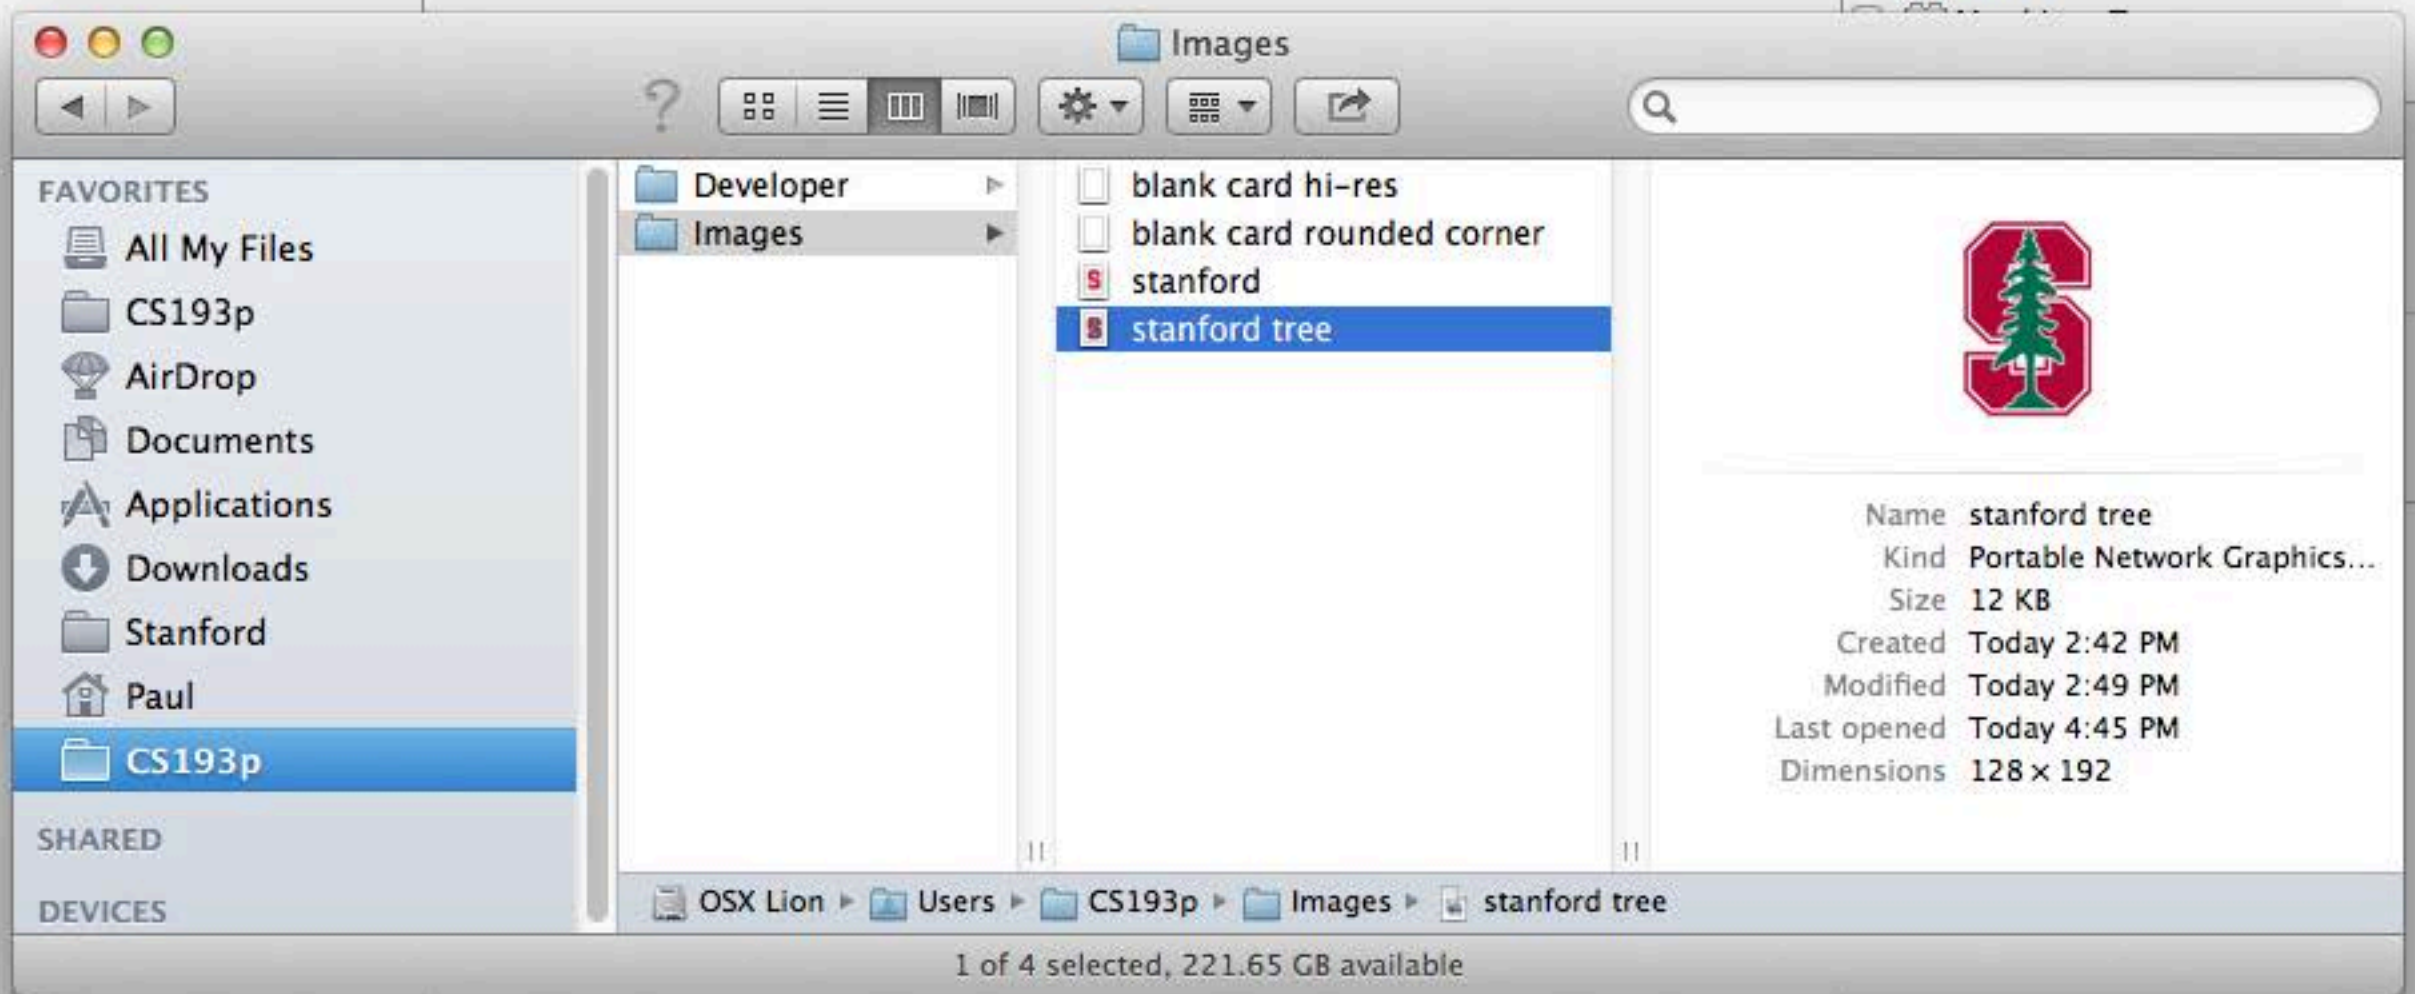 Images
FAVORITES
All My Files
CS193p
AirDrop
Documents
Applications
Downloads
Stanford
Paul
CS193p
SHARED
DEVICES
Developer
Images
blank card hi-res
blank card rounded corner
stanford
stanford tree
S
Name stanford tree
Kind Portable Network Graphics...
Size 12 KB
Created Today 2:42 PM
Modified Today 2:49 PM
Last opened Today 4:45 PM
Dimensions 128 × 192
OSX Lion Users CS193p Images stanford tree
1 of 4 selected, 221.65 GB available